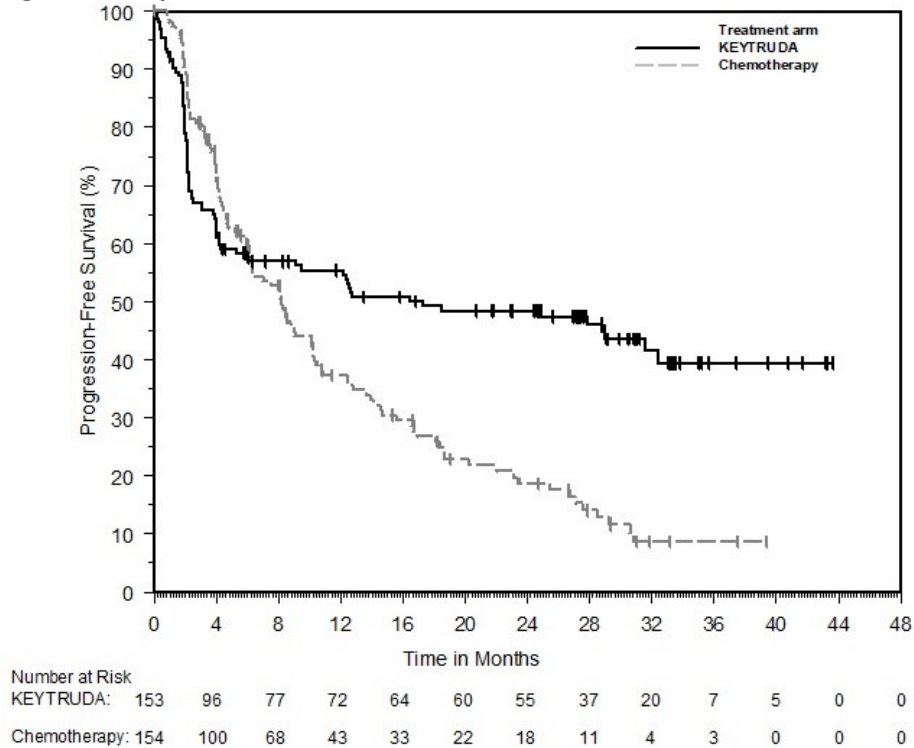 Treatment arm
KEYTRUDA
Chemotherapy
100
90
80
70
60
50
40
30
20
10
0
Progression-Free Survival (%)
0 4 8 12 16 20 24 28 32 36 40 44 48
Time in Months
Number at Risk
KEYTRUDA: 153 96 77 72 64 60 55 37 20 7 5 0 0
Chemotherapy: 154 100 68 43 33 22 18 11 4 3 0 0 0